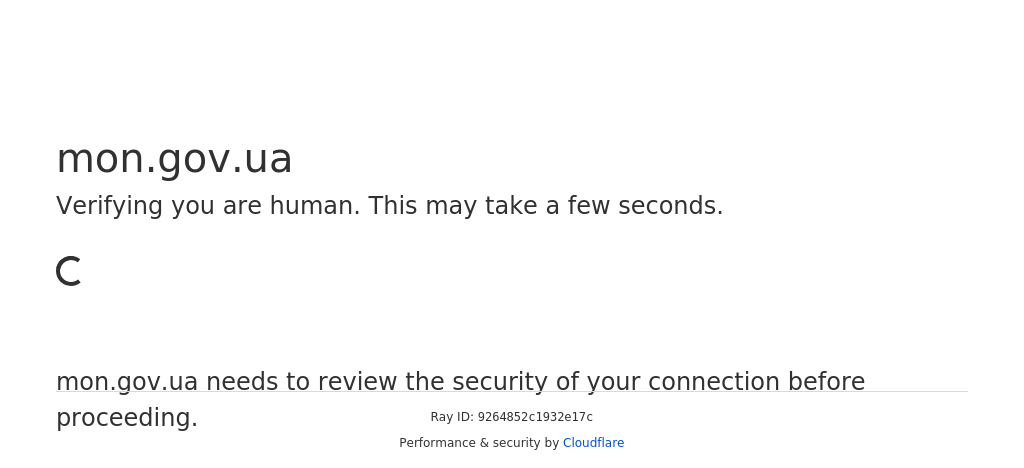 mon.gov.ua
Verifying you are human. This may take a few seconds.
mon.gov.ua needs to review the security of your connection before
proceeding.
Ray ID: 9264852c1932e17c
Performance & security by Cloudflare